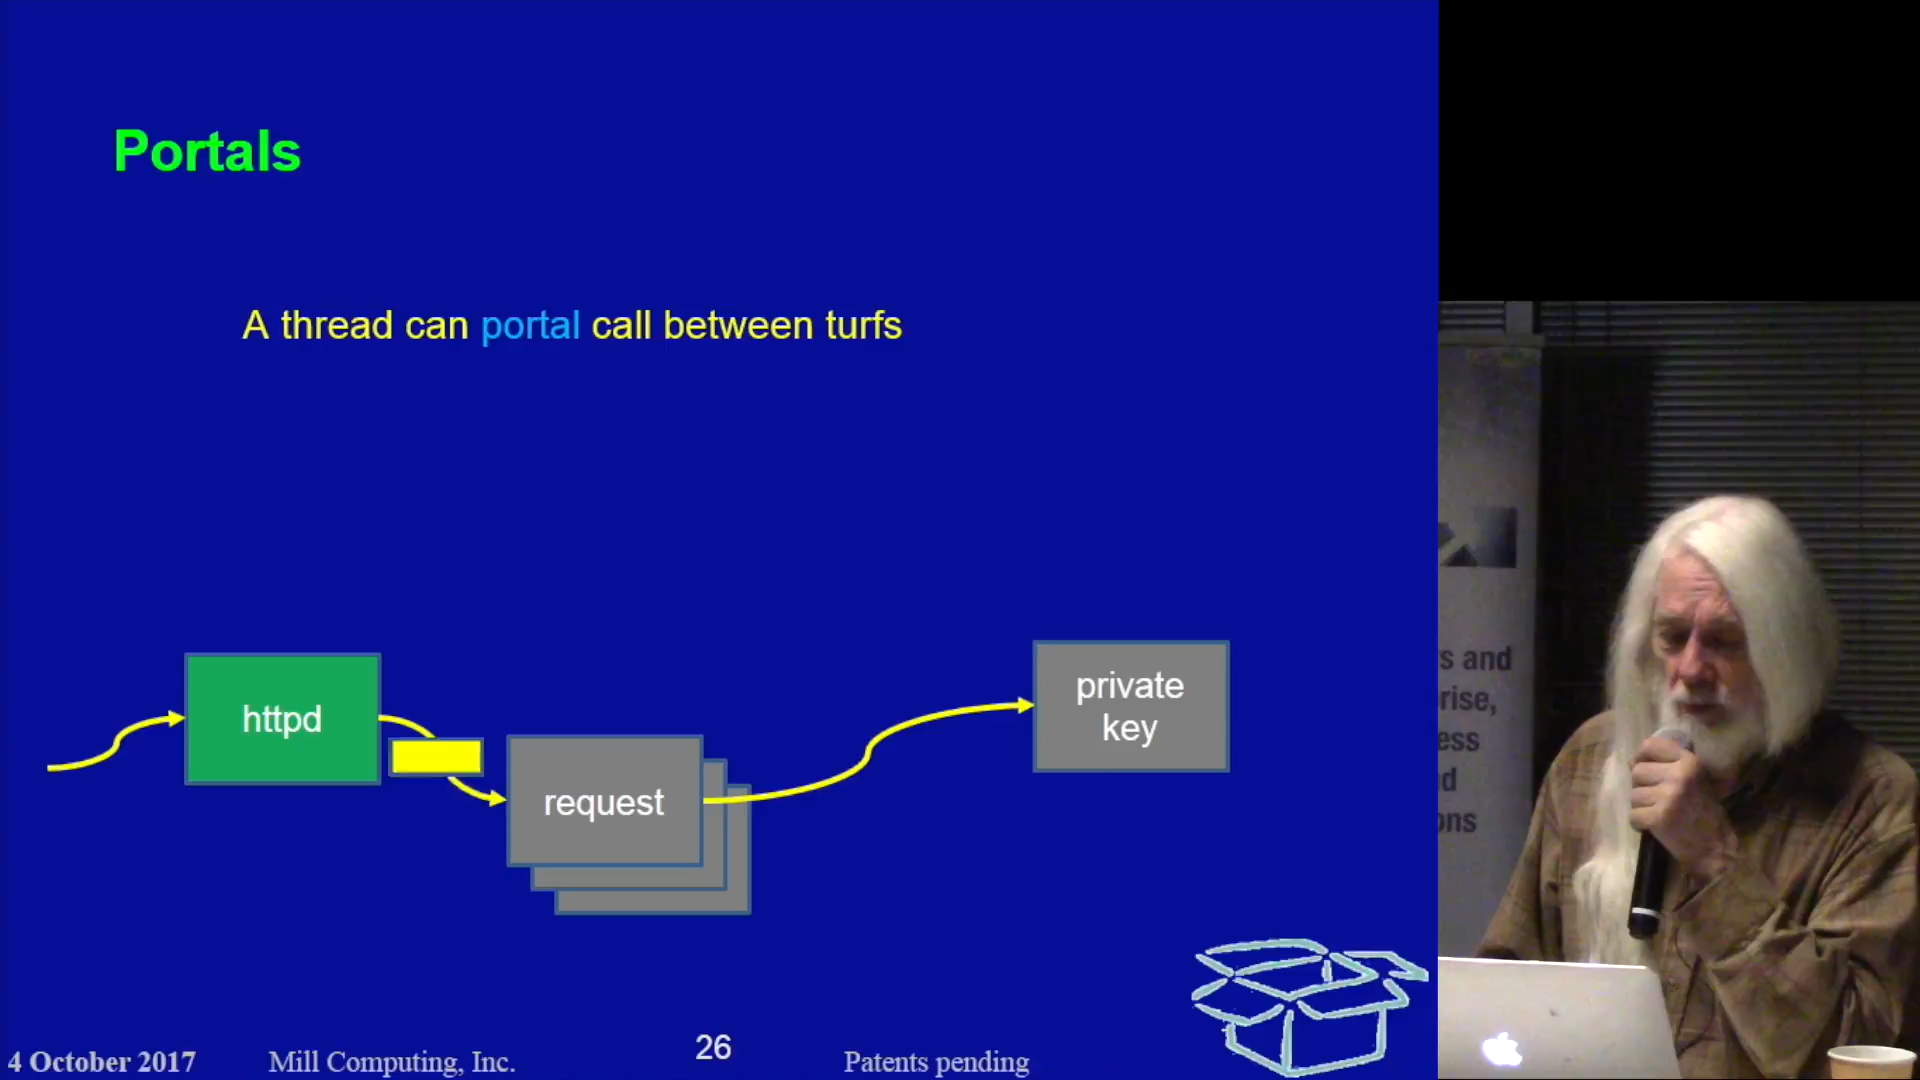 Portals
A thread can portal call between turfs
httpd
request
private
key
4 October 2017
Mill Computing, Inc.
26
Patents pending
and